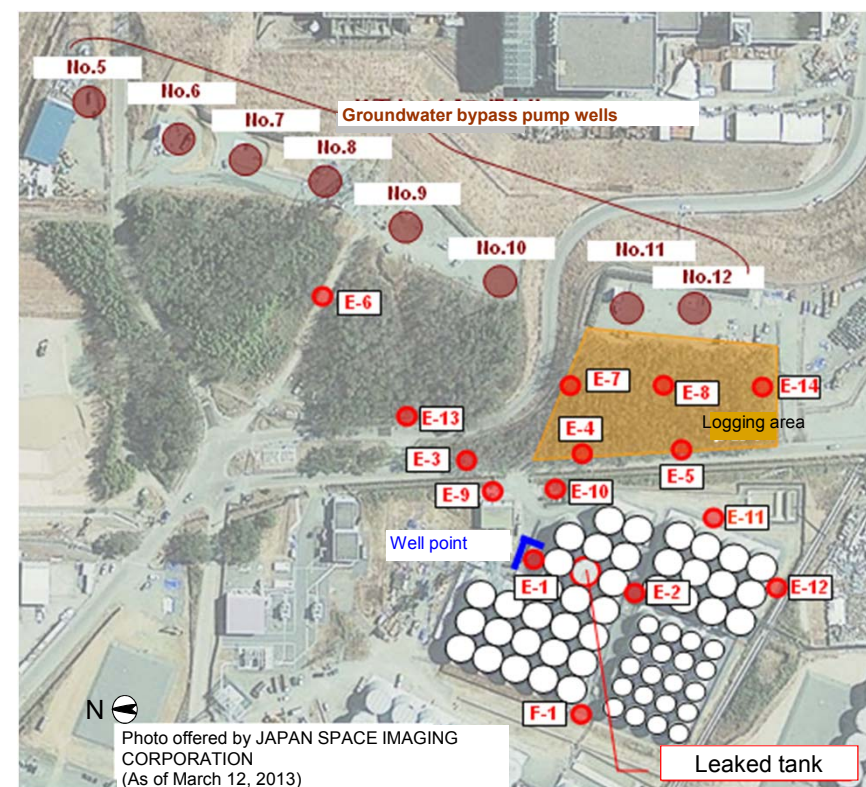 No.5
No.6
No.7
Groundwater bypass pump wells
No.8
No.9
No.10
No.11
No.12
E-6
E-7
E-8
E-14
E-13
Logging area
E-4
E-3
E-5
E-9
E-10
E-11
Well point
E-1
E-2
E-12
F-1
N
Photo offered by JAPAN SPACE IMAGING
CORPORATION
(As of March 12, 2013)
Leaked tank